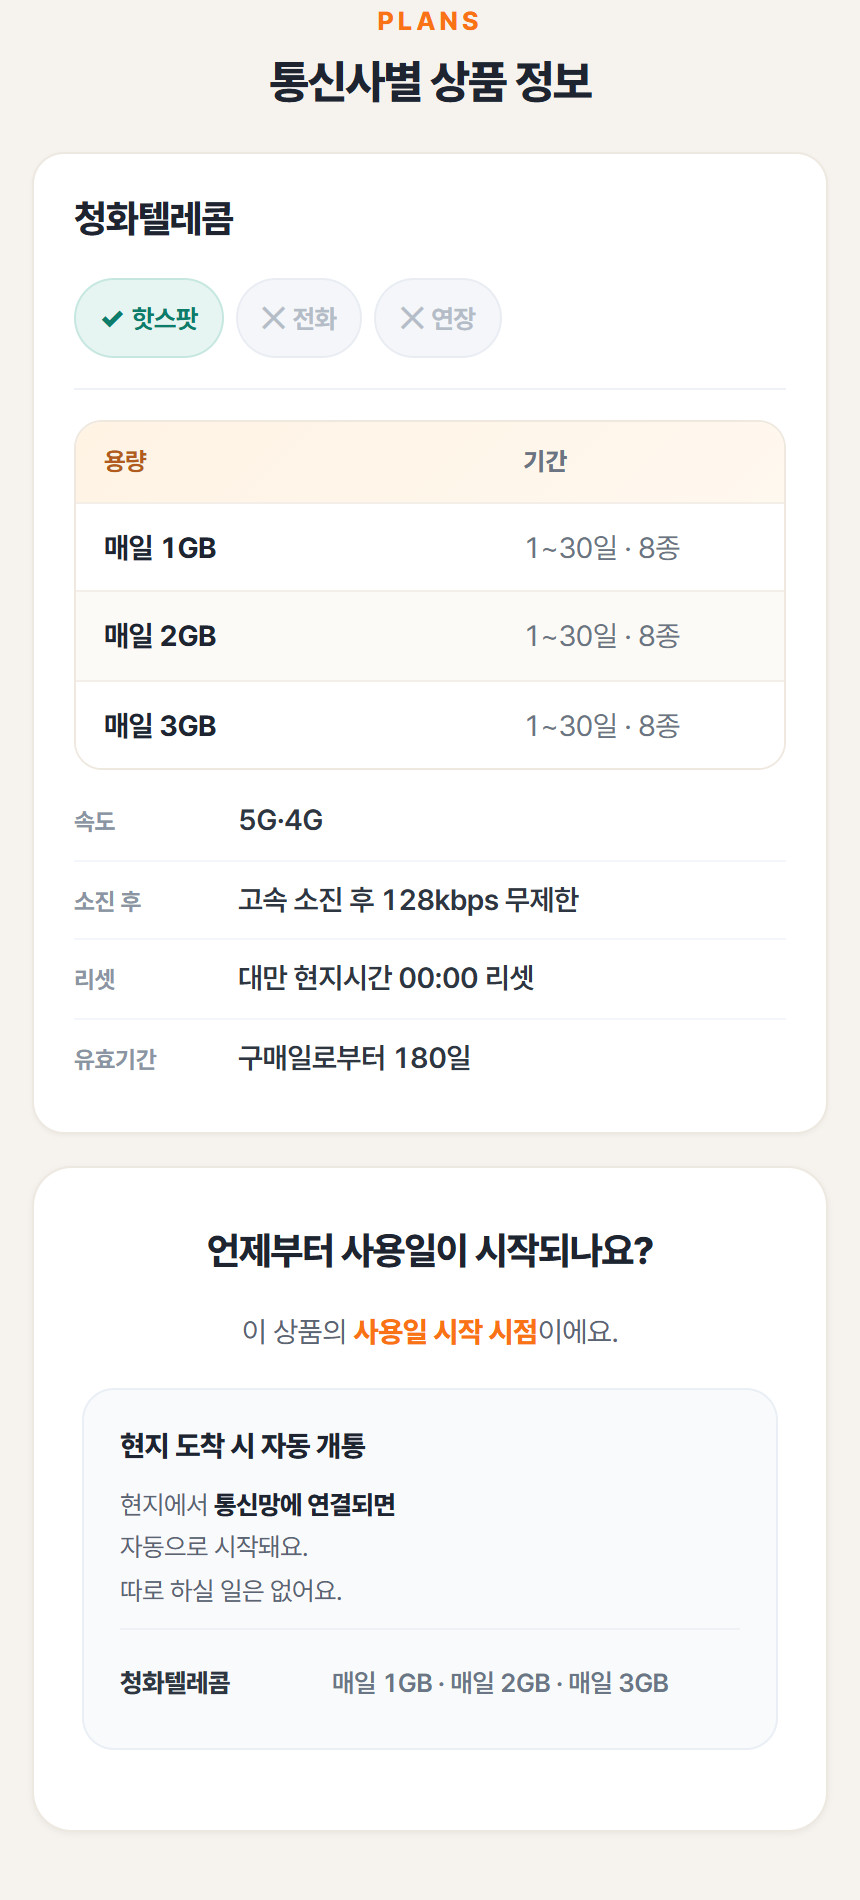 PLANS
통신사별 상품 정보
청화텔레콤
✓ 핫스팟 ✕ 전화 ✕ 연장
용량 기간
매일 1GB 1~30일 · 8종
매일 2GB 1~30일 · 8종
매일 3GB 1~30일 · 8종
속도 5G·4G
소진 후 고속 소진 후 128kbps 무제한
리셋 대만 현지시간 00:00 리셋
유효기간 구매일로부터 180일
언제부터 사용일이 시작되나요?
이 상품의 사용일 시작 시점이에요.
현지 도착 시 자동 개통
현지에서 통신망에 연결되면
자동으로 시작돼요.
따로 하실 일은 없어요.
청화텔레콤 매일 1GB · 매일 2GB · 매일 3GB